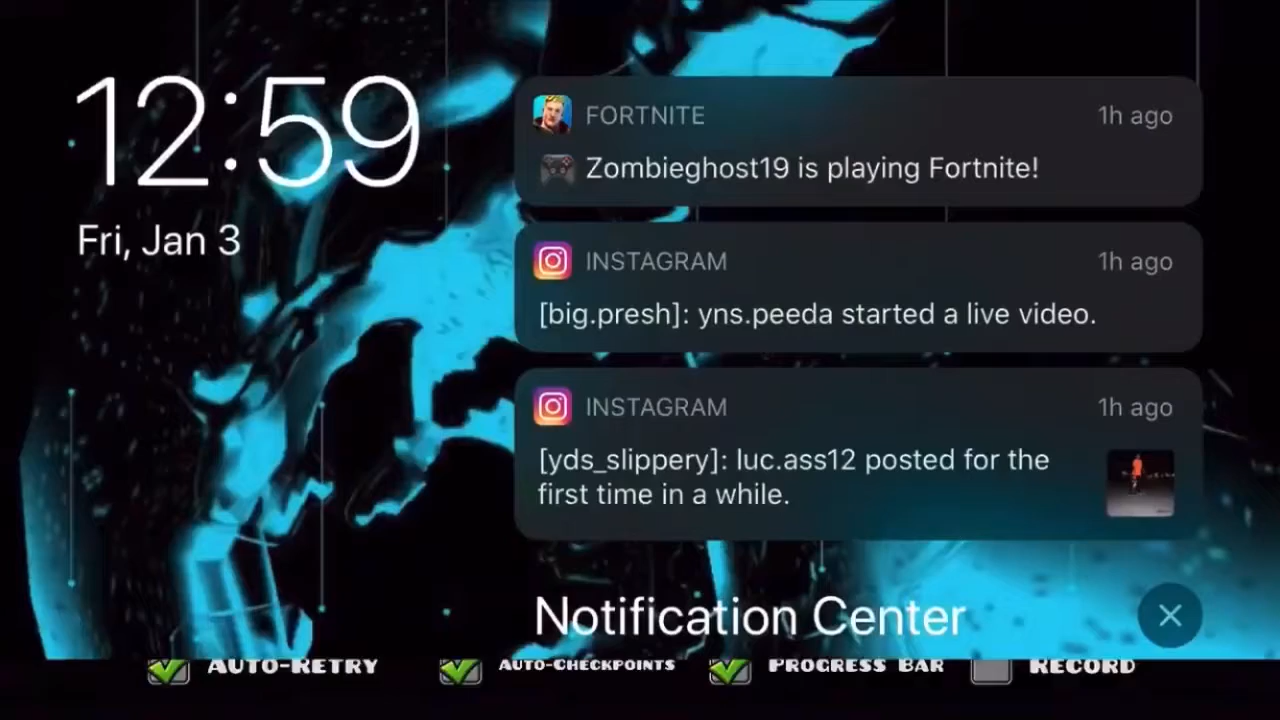 12:59
Fri, Jan 3
FORTNITE
1h ago
Zombieghost19 is playing Fortnite!
INSTAGRAM
1h ago
[big.presh]: yns.peeda started a live video.
INSTAGRAM
1h ago
[yds_slippery]: luc.ass12 posted for the
first time in a while.
Notification Center
AUTO-RETRY
AUTO-CHECKPOINTS
PROGRESS BAR
RECORD